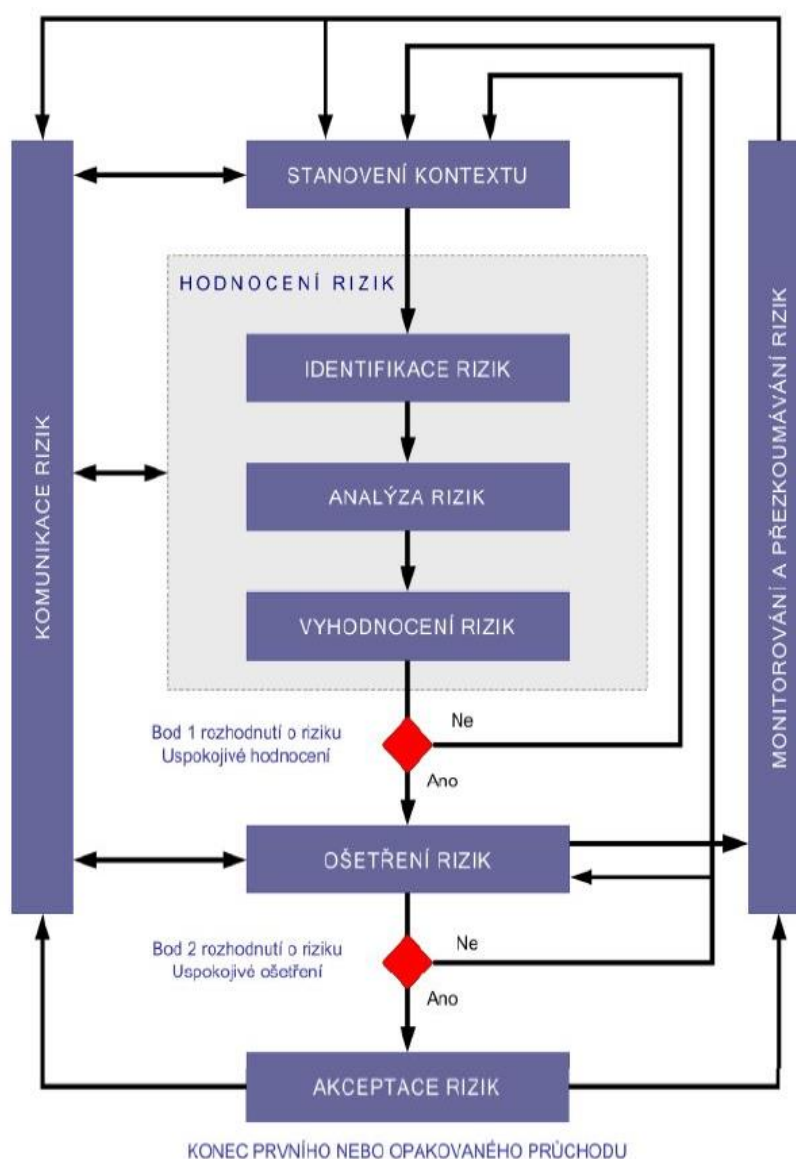 STANOVENÍ KONTEXTU
HODNOCENÍ RIZIK
IDENTIFIKACE RIZIK
ANALÝZA RIZIK
VYHODNOCENÍ RIZIK
KOMUNIKACE RIZIK
MONITOROVÁNÍ A PŘEZKOUMÁVÁNÍ RIZIK
Bod 1 rozhodnutí o riziku
Uspokojivé hodnocení
Ne
Ano
OŠETŘENÍ RIZIK
Bod 2 rozhodnutí o riziku
Uspokojivé ošetření
Ne
Ano
AKCEPTACE RIZIK
KONEC PRVNÍHO NEBO OPAKOVANÉHO PRŮCHODU